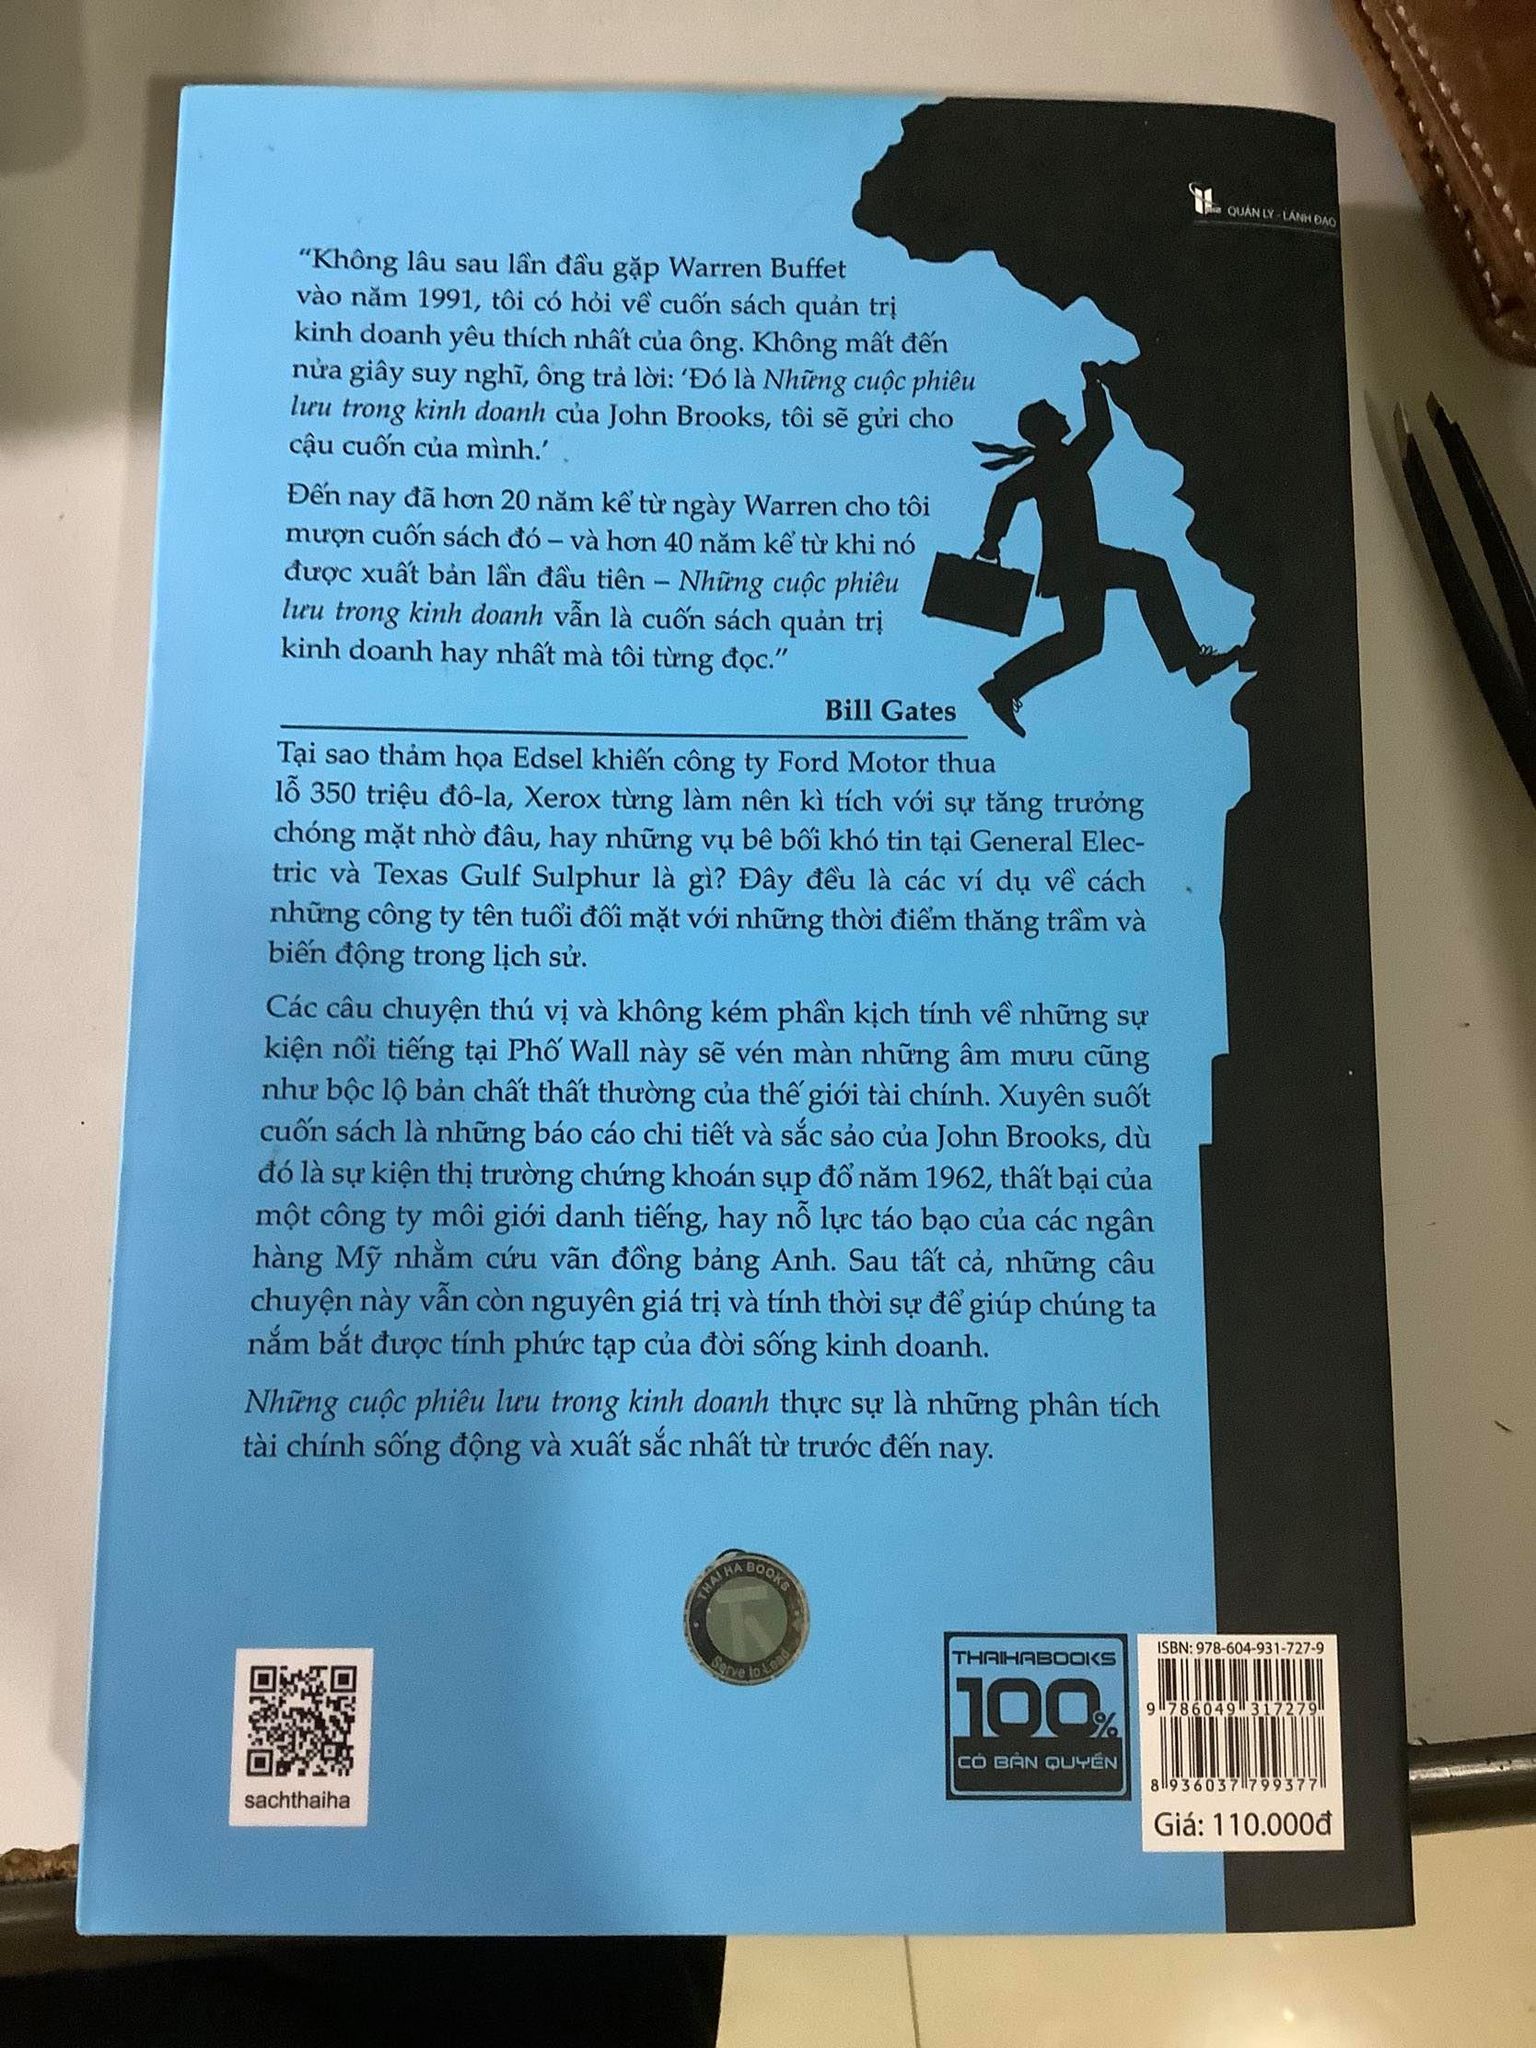 QUẢN LÝ - LÃNH ĐẠO
“Không lâu sau lần đầu gặp Warren Buffet
vào năm 1991, tôi có hỏi về cuốn sách quản trị
kinh doanh yêu thích nhất của ông. Không mất đến
nửa giây suy nghĩ, ông trả lời: ‘Đó là Những cuộc phiêu
lưu trong kinh doanh của John Brooks, tôi sẽ gửi cho
cậu cuốn của mình.’
Đến nay đã hơn 20 năm kể từ ngày Warren cho tôi
mượn cuốn sách đó – và hơn 40 năm kể từ khi nó
được xuất bản lần đầu tiên – Những cuộc phiêu
lưu trong kinh doanh vẫn là cuốn sách quản trị
kinh doanh hay nhất mà tôi từng đọc.”
Bill Gates
Tại sao thảm họa Edsel khiến công ty Ford Motor thua
lỗ 350 triệu đô-la, Xerox từng làm nên kì tích với sự tăng trưởng
chóng mặt nhờ đâu, hay những vụ bê bối khó tin tại General Elec-
tric và Texas Gulf Sulphur là gì? Đây đều là các ví dụ về cách
những công ty tên tuổi đối mặt với những thời điểm thăng trầm và
biến động trong lịch sử.
Các câu chuyện thú vị và không kém phần kịch tính về những sự
kiện nổi tiếng tại Phố Wall này sẽ vén màn những âm mưu cũng
như bộc lộ bản chất thất thường của thế giới tài chính. Xuyên suốt
cuốn sách là những báo cáo chi tiết và sắc sảo của John Brooks, dù
đó là sự kiện thị trường chứng khoán sụp đổ năm 1962, thất bại của
một công ty môi giới danh tiếng, hay nỗ lực táo bạo của các ngân
hàng Mỹ nhằm cứu vãn đồng bảng Anh. Sau tất cả, những câu
chuyện này vẫn còn nguyên giá trị và tính thời sự để giúp chúng ta
nắm bắt được tính phức tạp của đời sống kinh doanh.
Những cuộc phiêu lưu trong kinh doanh thực sự là những phân tích
tài chính sống động và xuất sắc nhất từ trước đến nay.
THAI HA BOOKS
Serve to Lead
sachthaiha
THAIHABOOKS
100%
CÓ BẢN QUYỀN
ISBN: 978-604-931-727-9
9 786049 317279
8 936037 799377
Giá: 110.000đ